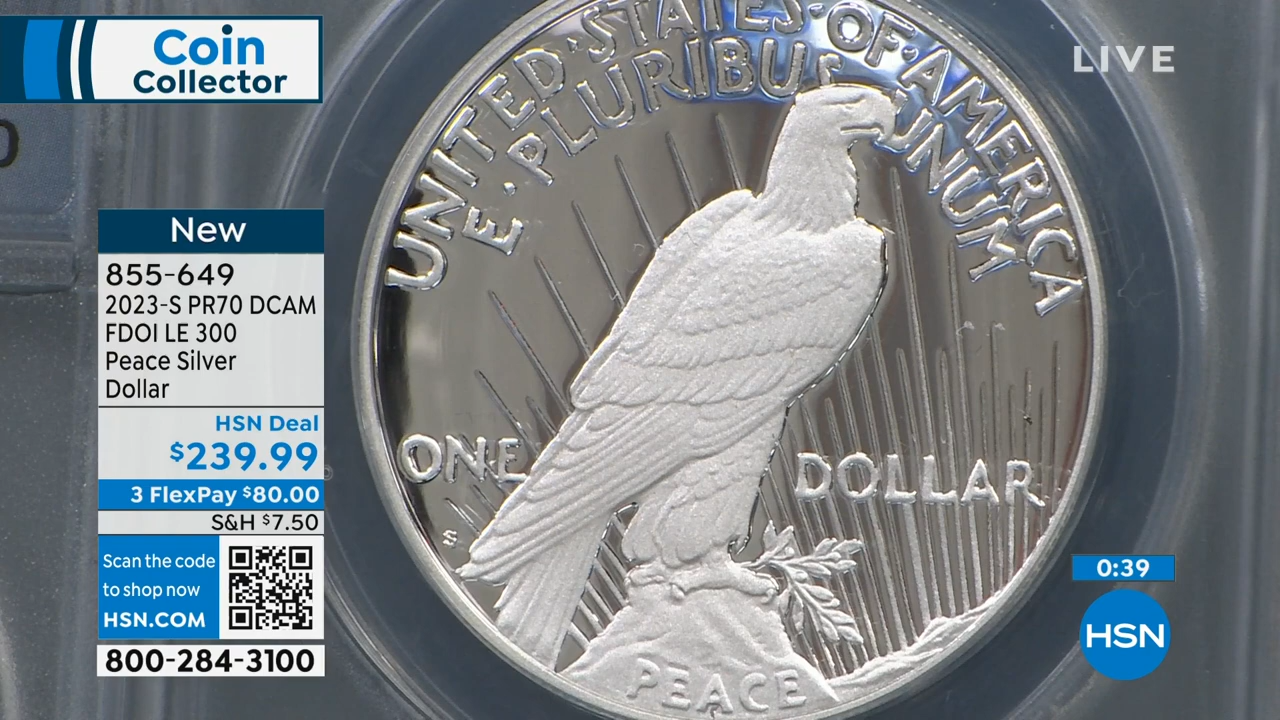 Coin
Collector
LIVE
New
855-649
2023-S PR70 DCAM
FDOI LE 300
Peace Silver
Dollar
HSN Deal
$239.99
3 FlexPay $80.00
S&H $7.50
Scan the code
to shop now
HSN.COM
800-284-3100
UNITED·STATES·OF·AMERICA
E·PLURIBUS UNUM
ONE DOLLAR
S
PEACE
0:39
HSN